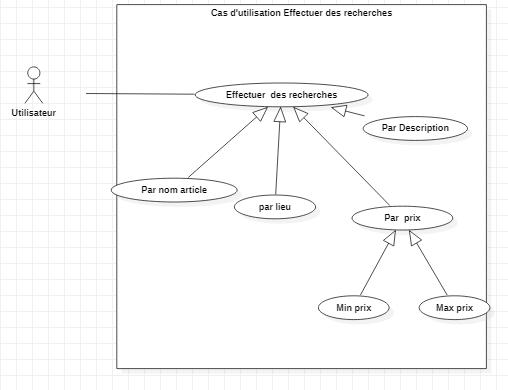 Cas d'utilisation Effectuer des recherches
Utilisateur
Effectuer  des recherches
Par Description
Par nom article
par lieu
Par  prix
Min prix
Max prix